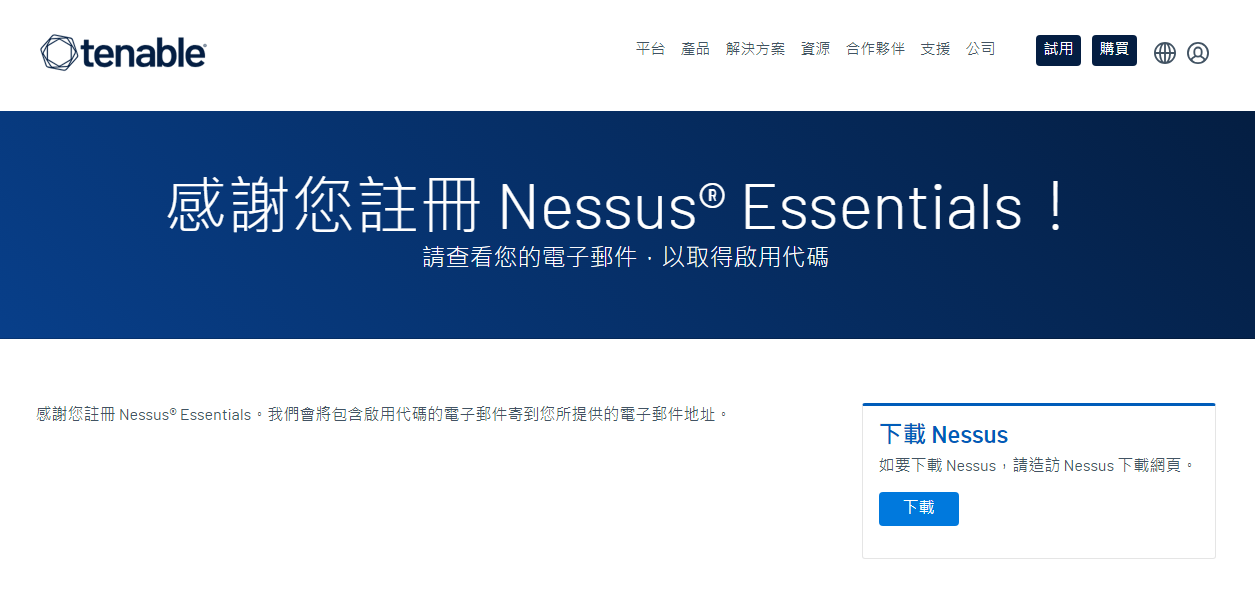 tenable®
平台 產品 解決方案 資源 合作夥伴 支援 公司 試用 購買
感謝您註冊 Nessus® Essentials！
請查看您的電子郵件，以取得啟用代碼
感謝您註冊 Nessus® Essentials。我們會將包含啟用代碼的電子郵件寄到您所提供的電子郵件地址。
下載 Nessus
如要下載 Nessus，請造訪 Nessus 下載網頁。
下載